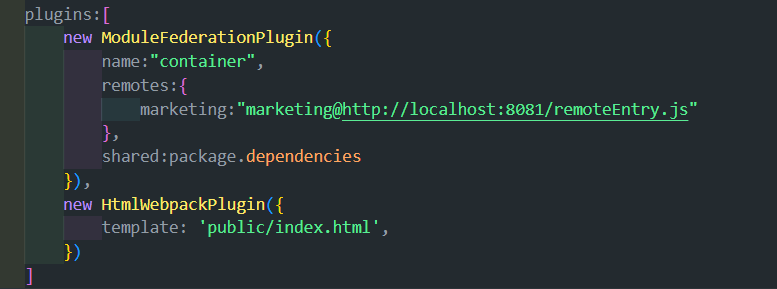 plugins:[
new ModuleFederationPlugin({
name:"container",
remotes:{
marketing:"marketing@http://localhost:8081/remoteEntry.js"
},
shared:package.dependencies
}),
new HtmlWebpackPlugin({
template: 'public/index.html',
})
]